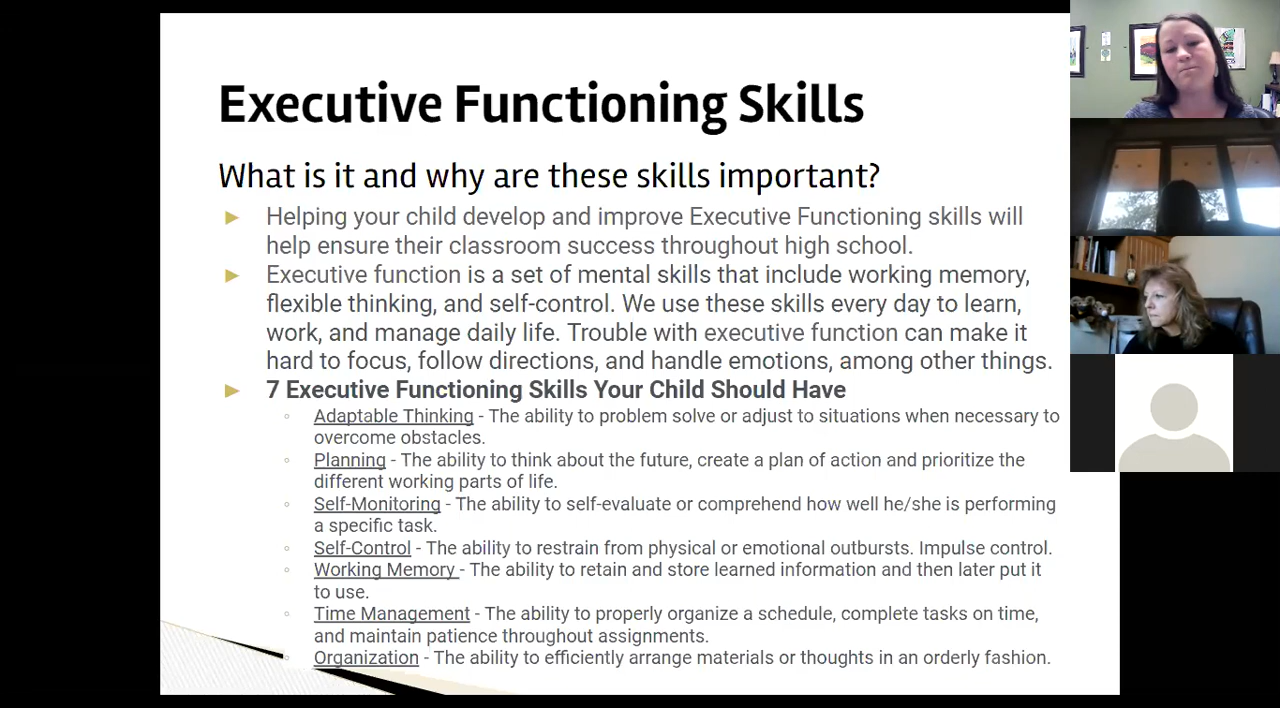 Executive Functioning Skills
What is it and why are these skills important?
Helping your child develop and improve Executive Functioning skills will
help ensure their classroom success throughout high school.
Executive function is a set of mental skills that include working memory,
flexible thinking, and self-control. We use these skills every day to learn,
work, and manage daily life. Trouble with executive function can make it
hard to focus, follow directions, and handle emotions, among other things.
7 Executive Functioning Skills Your Child Should Have
Adaptable Thinking - The ability to problem solve or adjust to situations when necessary to
overcome obstacles.
Planning - The ability to think about the future, create a plan of action and prioritize the
different working parts of life.
Self-Monitoring - The ability to self-evaluate or comprehend how well he/she is performing
a specific task.
Self-Control - The ability to restrain from physical or emotional outbursts. Impulse control.
Working Memory - The ability to retain and store learned information and then later put it
to use.
Time Management - The ability to properly organize a schedule, complete tasks on time,
and maintain patience throughout assignments.
Organization - The ability to efficiently arrange materials or thoughts in an orderly fashion.